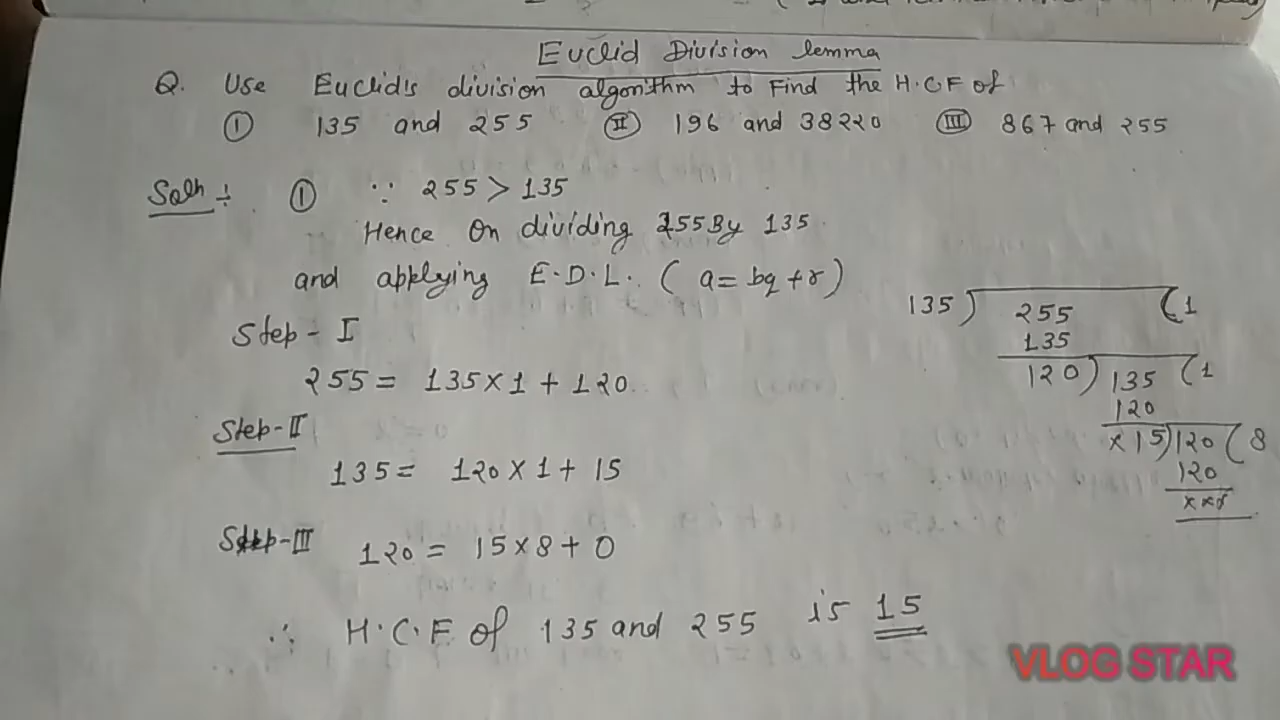 Euclid Division lemma
Q. Use Euclid's division algorithm to Find the H.C.F of
① 135 and 255 Ⅱ 196 and 38220 Ⅲ 867 and 255
Soln ÷ ① ∵ 255 > 135
Hence On dividing 255 By 135
and applying E.D.L. ( a = bq + r )
135 ) 255 ( 1
135
120 ) 135 ( 1
120
× 15 ) 120 ( 8
120
Step - I
255 = 135 × 1 + 120
Step - II
135 = 120 × 1 + 15
Step - III 120 = 15 × 8 + 0
∴ H.C.F. of 135 and 255 is 15
VLOG STAR